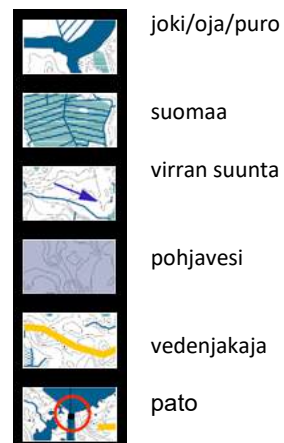 joki/oja/puro
suomaa
virran suunta
pohjavesi
vedenjakaja
pato